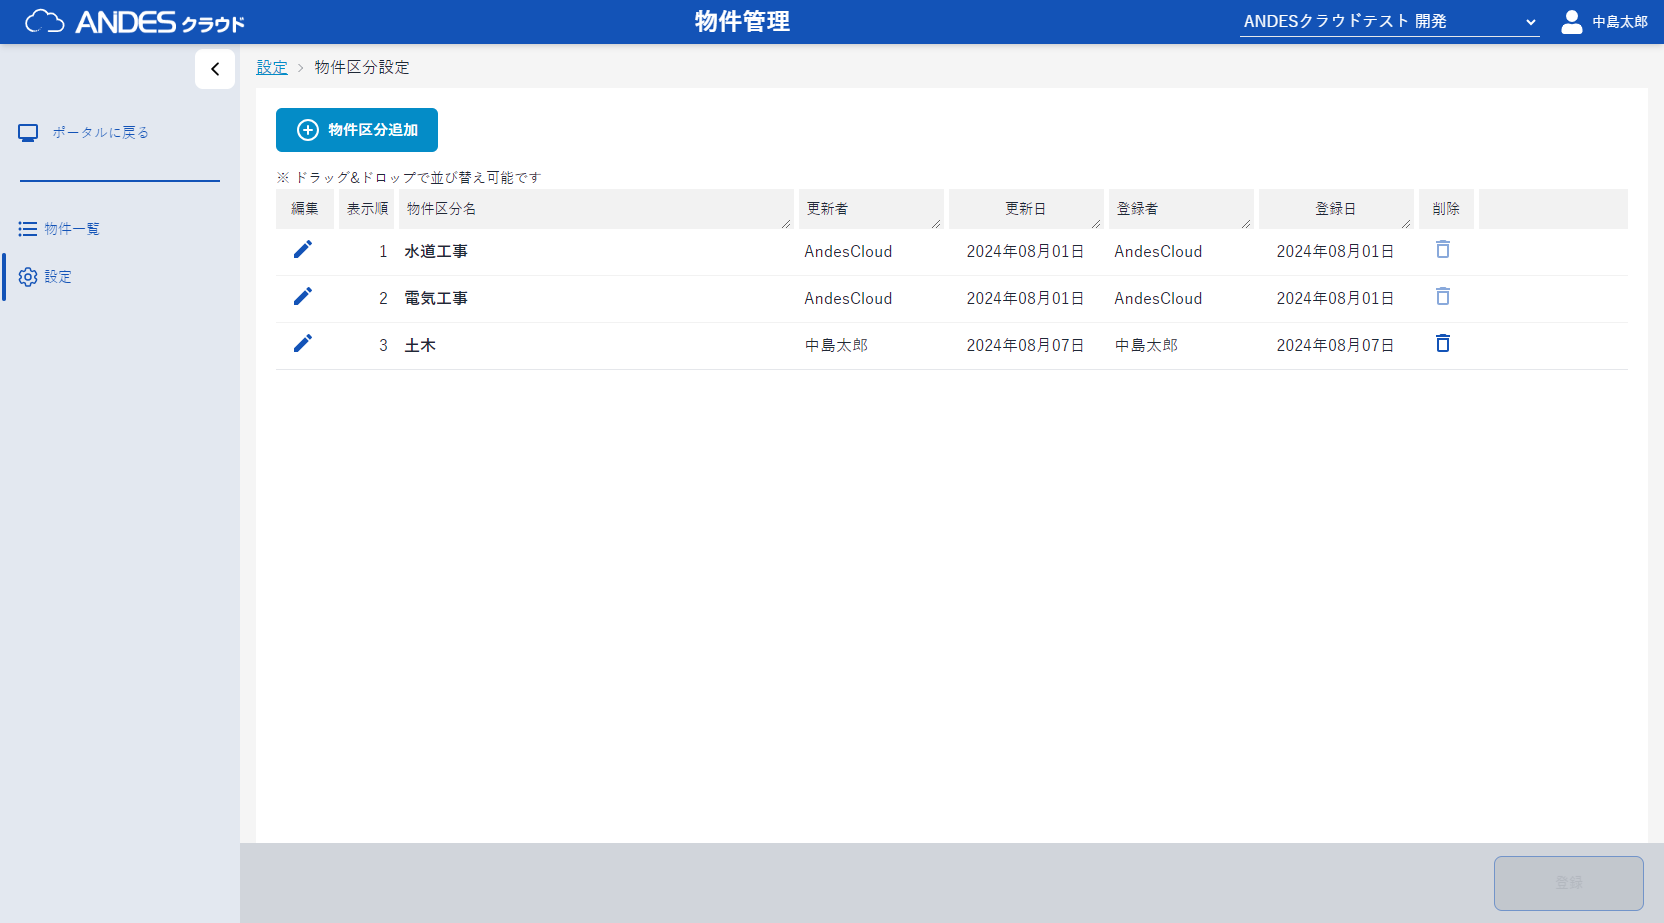 ANDES クラウド
物件管理
ANDESクラウドテスト 開発
中島太郎
設定 > 物件区分設定
ポータルに戻る
物件一覧
設定
物件区分追加
※ ドラッグ&ドロップで並び替え可能です
編集 表示順 物件区分名 更新者 更新日 登録者 登録日 削除
1 水道工事 AndesCloud 2024年08月01日 AndesCloud 2024年08月01日
2 電気工事 AndesCloud 2024年08月01日 AndesCloud 2024年08月01日
3 土木 中島太郎 2024年08月07日 中島太郎 2024年08月07日
登録